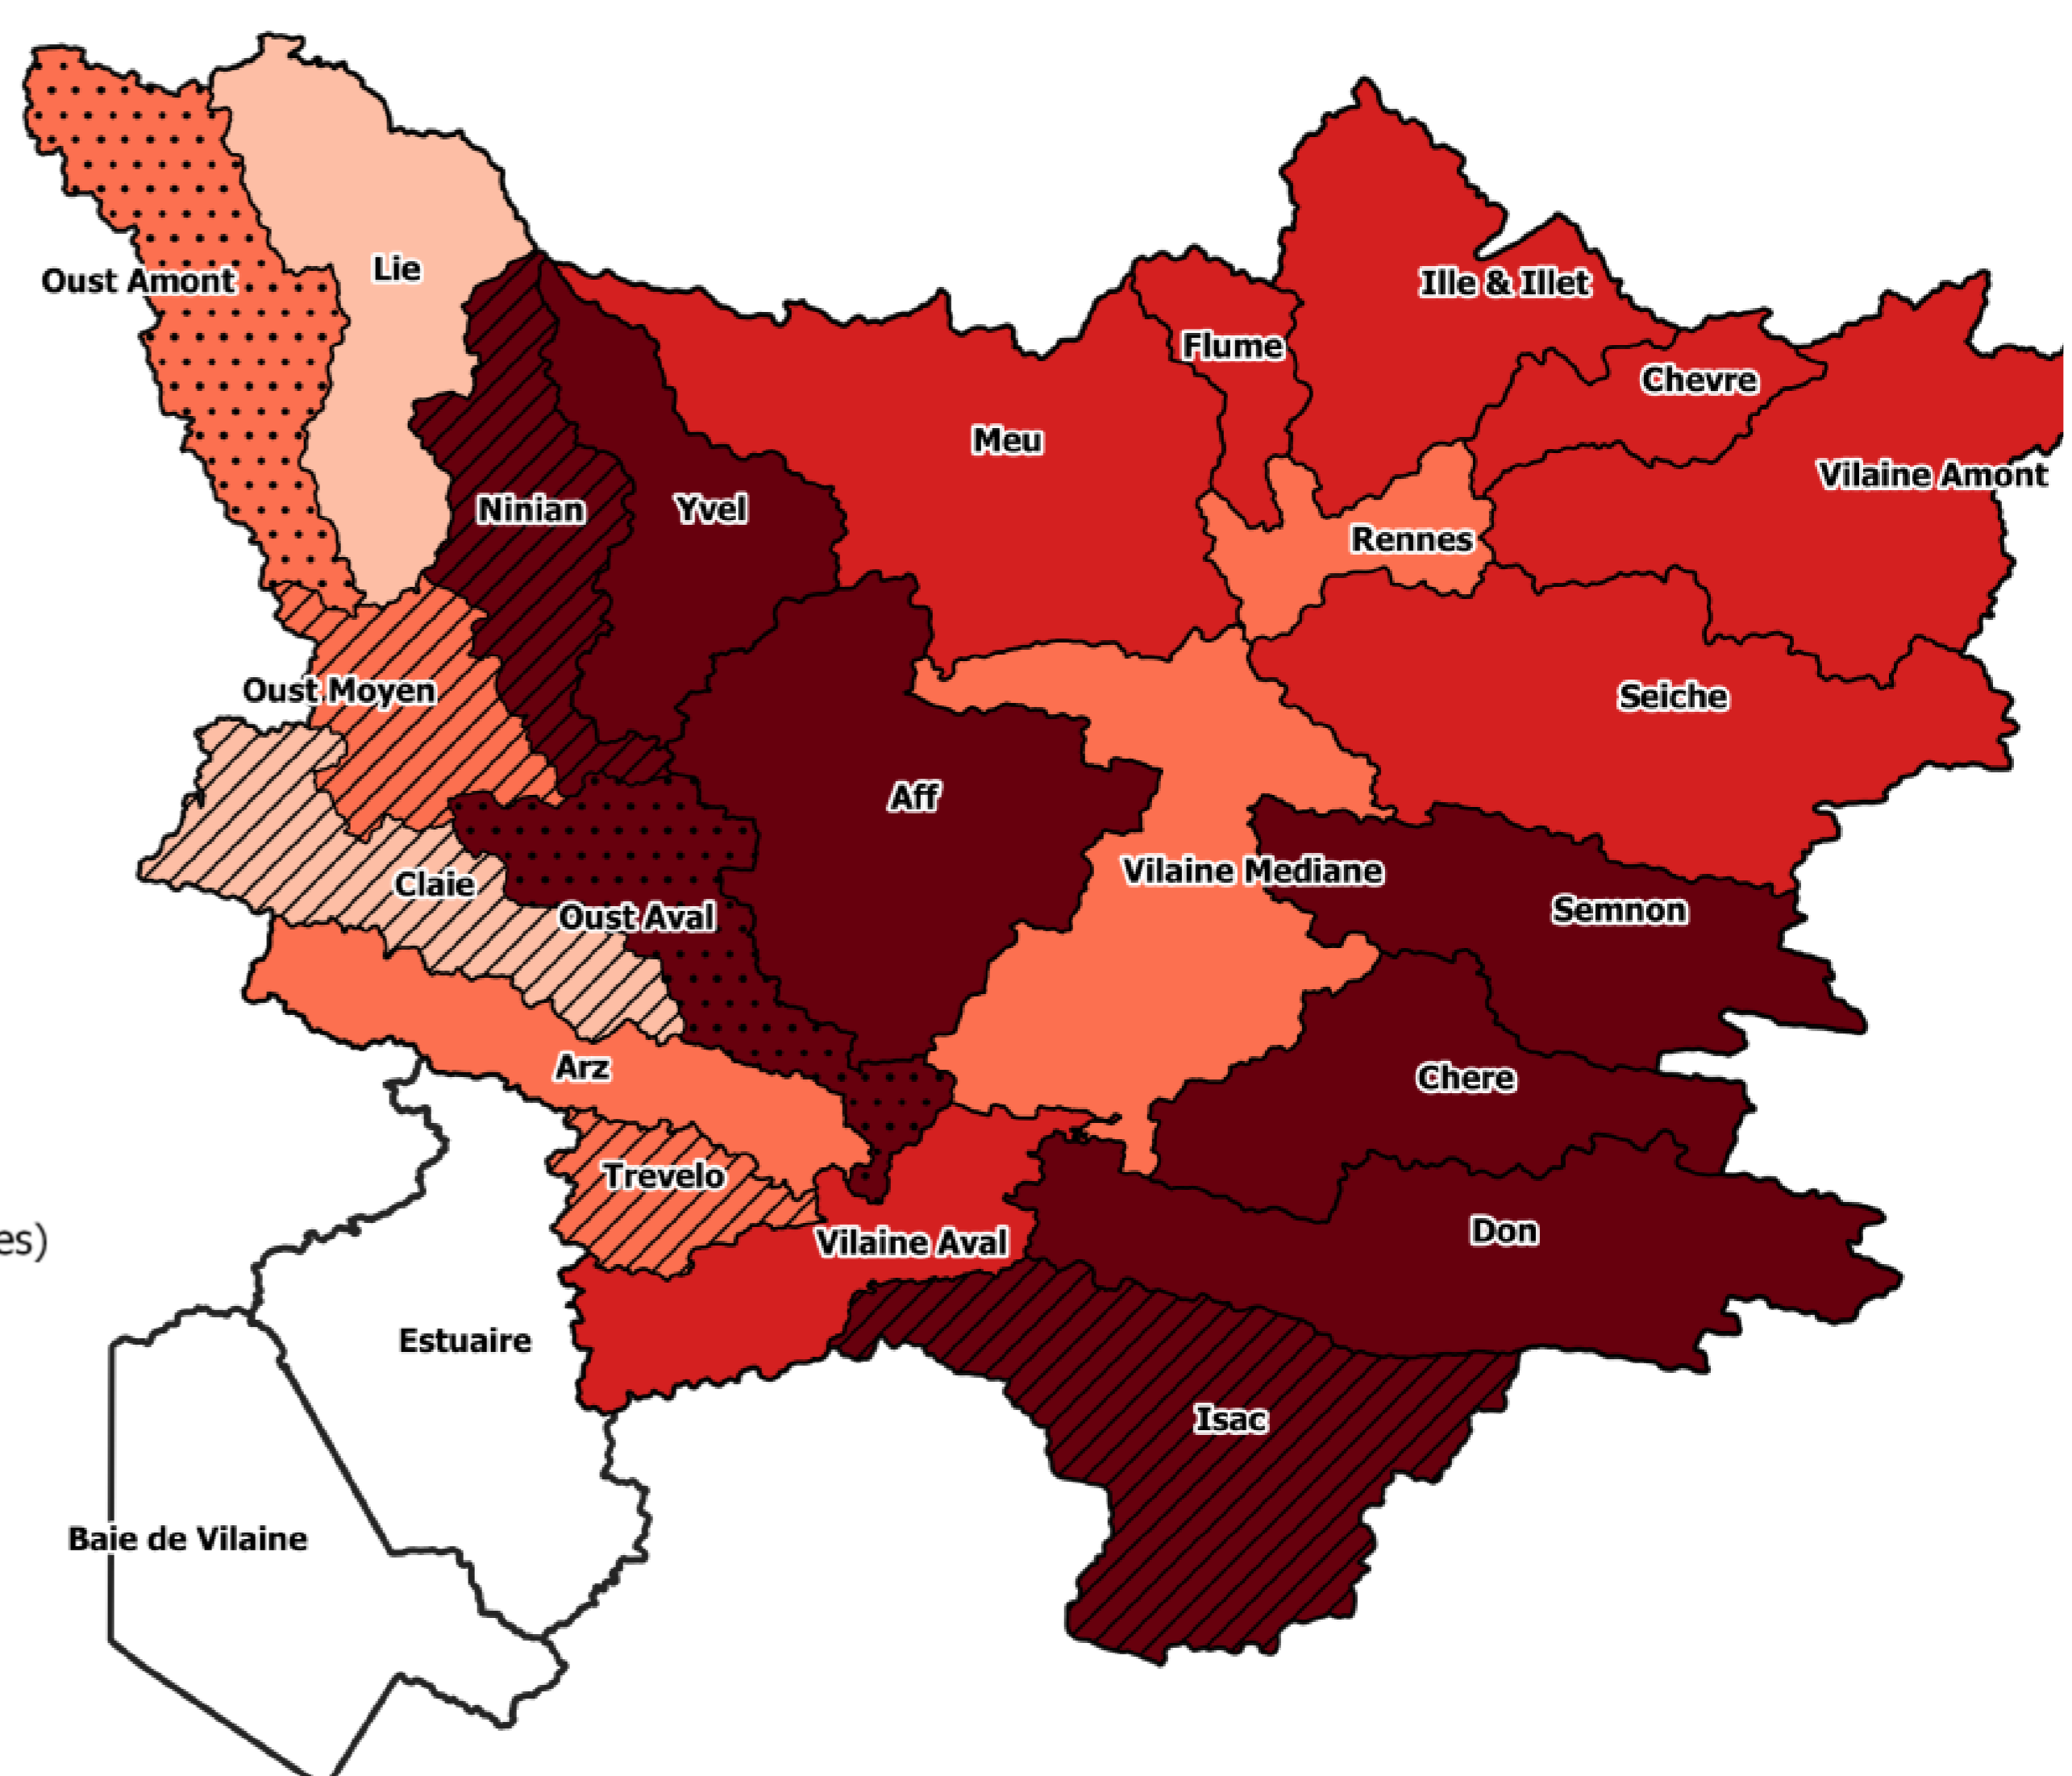 Lie
Oust Amont
Ille & Illet
Flume
Chevre
Meu
Vilaine Amont
Ninian
Yvel
Rennes
Oust Moyen
Seiche
Aff
Vilaine Mediane
Claie
Oust Aval
Semnon
Arz
Chere
Trevelo
Don
Vilaine Aval
es)
Estuaire
Isac
Baie de Vilaine